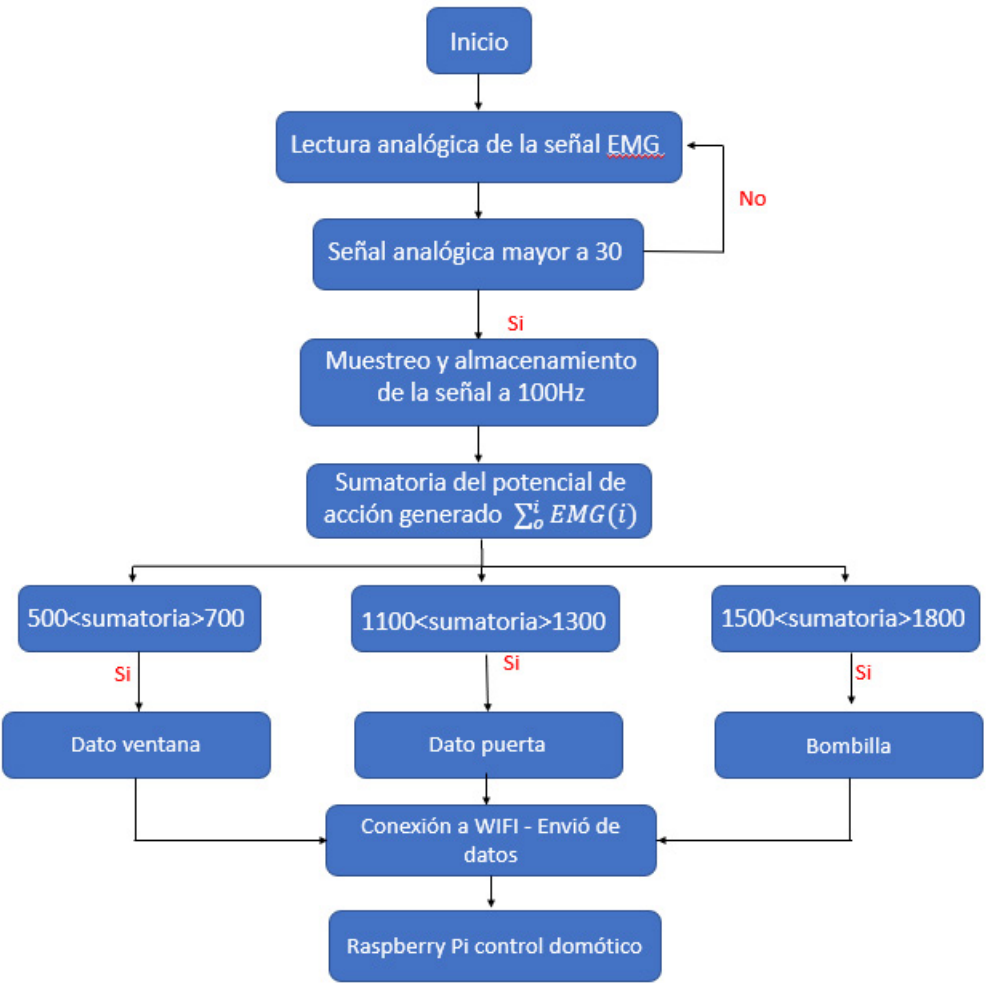 Inicio
Lectura analógica de la señal EMG
No
Señal analógica mayor a 30
Si
Muestreo y almacenamiento
de la señal a 100Hz
Sumatoria del potencial de
acción generado ∑ₒⁱ EMG(i)
500<sumatoria>700
1100<sumatoria>1300
1500<sumatoria>1800
Si
Si
Si
Dato ventana
Dato puerta
Bombilla
Conexión a WIFI - Envió de
datos
Raspberry Pi control domótico